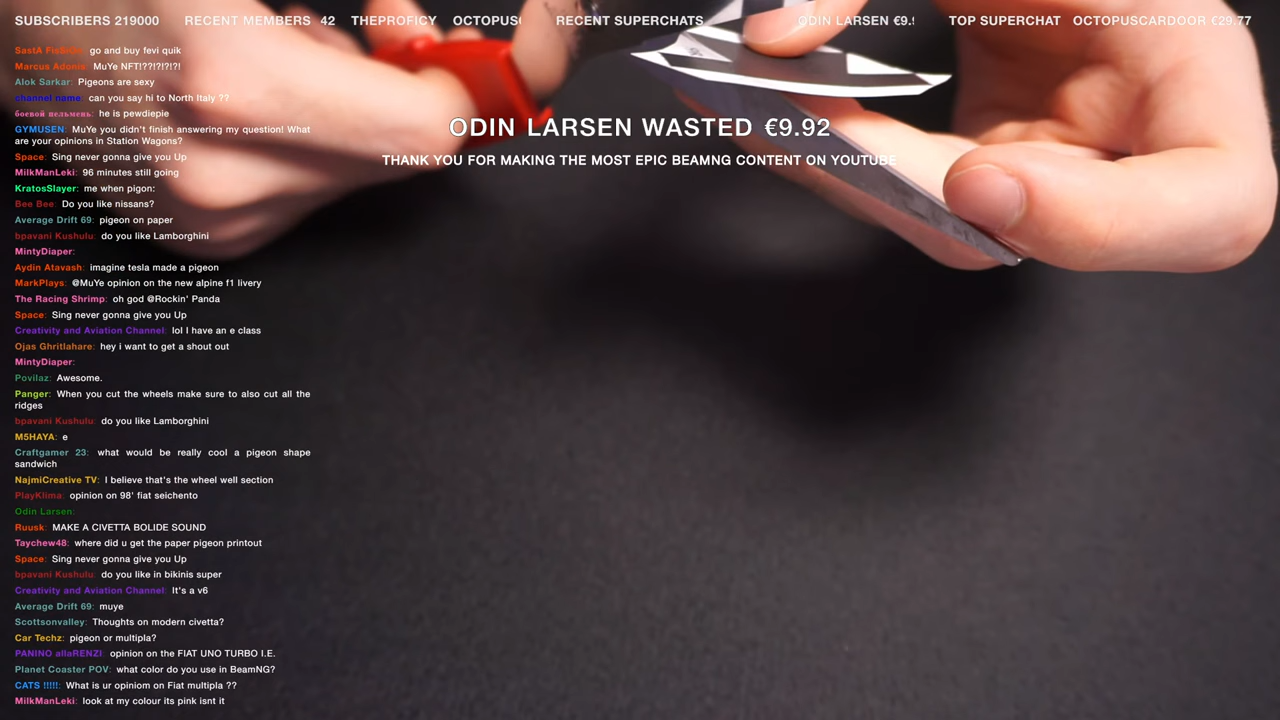 SUBSCRIBERS 219000 RECENT MEMBERS 42 THEPROFICY OCTOPUS RECENT SUPERCHATS ODIN LARSEN €9. TOP SUPERCHAT OCTOPUSCARDOOR €29.77
ODIN LARSEN WASTED €9.92
THANK YOU FOR MAKING THE MOST EPIC BEAMNG CONTENT ON YOUTUBE
SastA go and buy fevi quik
Marcus Adonis: MuYe NFT!??!?!?!?!
Alok Sarkar: Pigeons are sexy
channel name: can you say hi to North Italy ??
боевой пельмень: he is pewdiepie
GYMUSEN: MuYe you didn't finish answering my question! What
are your opinions in Station Wagons?
Space: Sing never gonna give you Up
MilkManLeki: 96 minutes still going
KratosSlayer: me when pigon:
Bee Bee: Do you like nissans?
Average Drift 69: pigeon on paper
bpavani Kushulu: do you like Lamborghini
MintyDiaper:
Aydin Atavash: imagine tesla made a pigeon
MarkPlays: @MuYe opinion on the new alpine f1 livery
The Racing Shrimp: oh god @Rockin' Panda
Space: Sing never gonna give you Up
Creativity and Aviation Channel: lol I have an e class
Ojas Ghritlahare: hey i want to get a shout out
MintyDiaper:
Povilaz: Awesome.
Panger: When you cut the wheels make sure to also cut all the
ridges
bpavani Kushulu: do you like Lamborghini
M5HAYA: e
Craftgamer 23: what would be really cool a pigeon shape
sandwich
NajmiCreative TV: I believe that's the wheel well section
PlayKlima: opinion on 98' fiat seichento
Odin Larsen:
Ruusk: MAKE A CIVETTA BOLIDE SOUND
Taychew48: where did u get the paper pigeon printout
Space: Sing never gonna give you Up
bpavani Kushulu: do you like in bikinis super
Creativity and Aviation Channel: It's a v6
Average Drift 69: muye
Scottsonvalley: Thoughts on modern civetta?
Car Techz: pigeon or multipla?
PANINO allaRENZI: opinion on the FIAT UNO TURBO I.E.
Planet Coaster POV: what color do you use in BeamNG?
CATS !!!!!: What is ur opiniom on Fiat multipla ??
MilkManLeki: look at my colour its pink isnt it